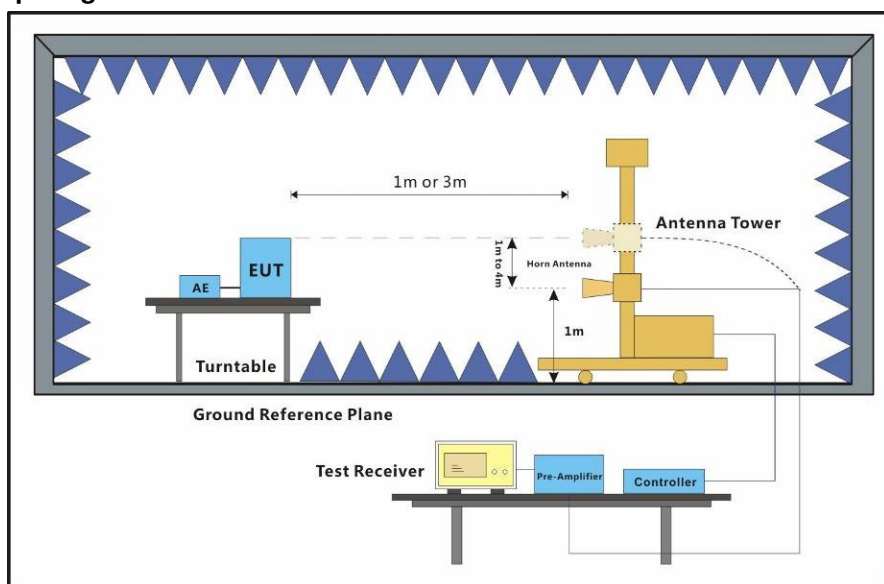 1m or 3m
Antenna Tower
EUT
AE
1m to 4m
Horn Antenna
1m
Turntable
Ground Reference Plane
Test Receiver
Pre-Amplifier
Controller